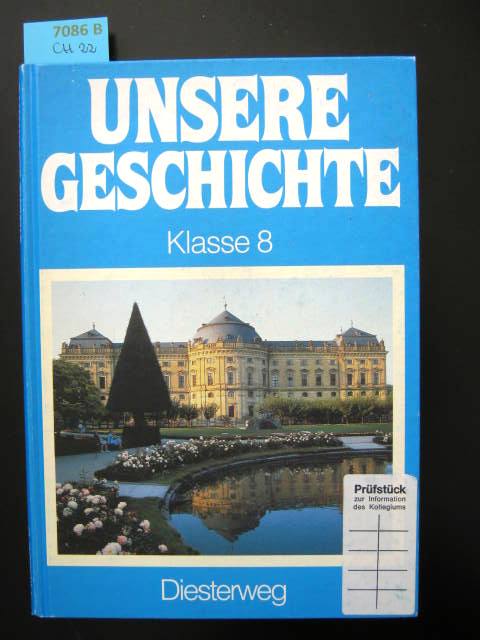 7086 B
CH 22
UNSERE
GESCHICHTE
Klasse 8
Prüfstück
zur Information
des Kollegiums
Diesterweg